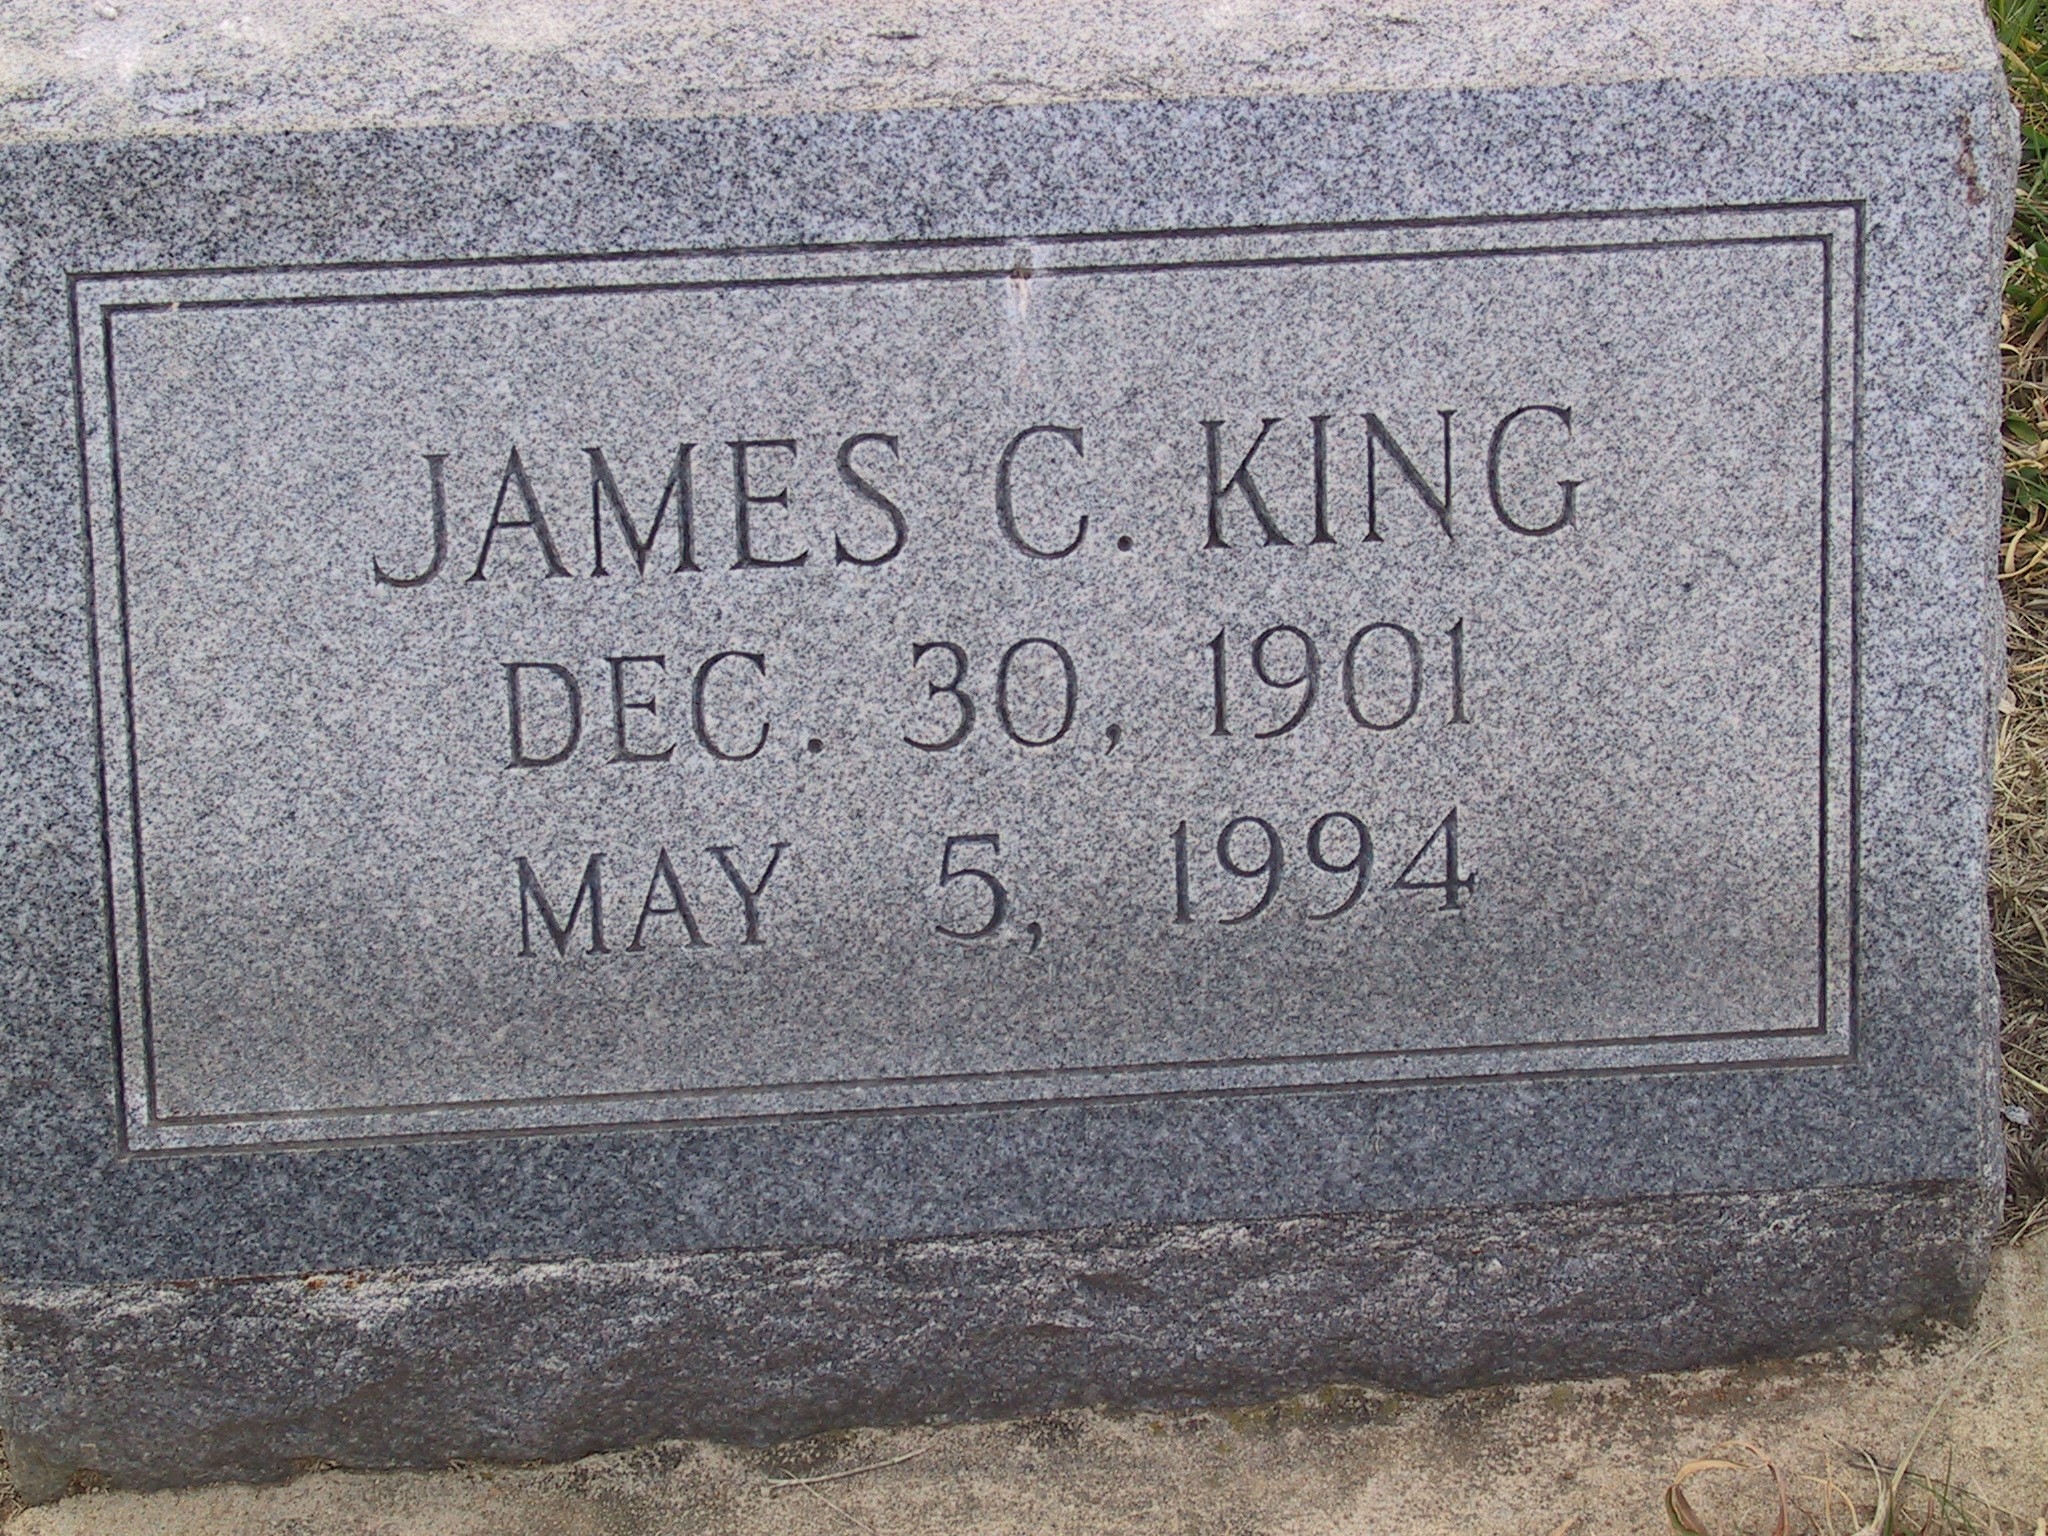 JAMES C. KING
DEC. 30, 1901
MAY 5, 1994